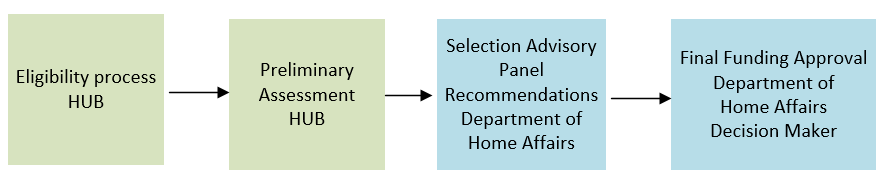 Eligibility process
HUB
Preliminary
Assessment
HUB
Selection Advisory
Panel
Recommendations
Department of
Home Affairs
Final Funding Approval
Department of
Home Affairs
Decision Maker